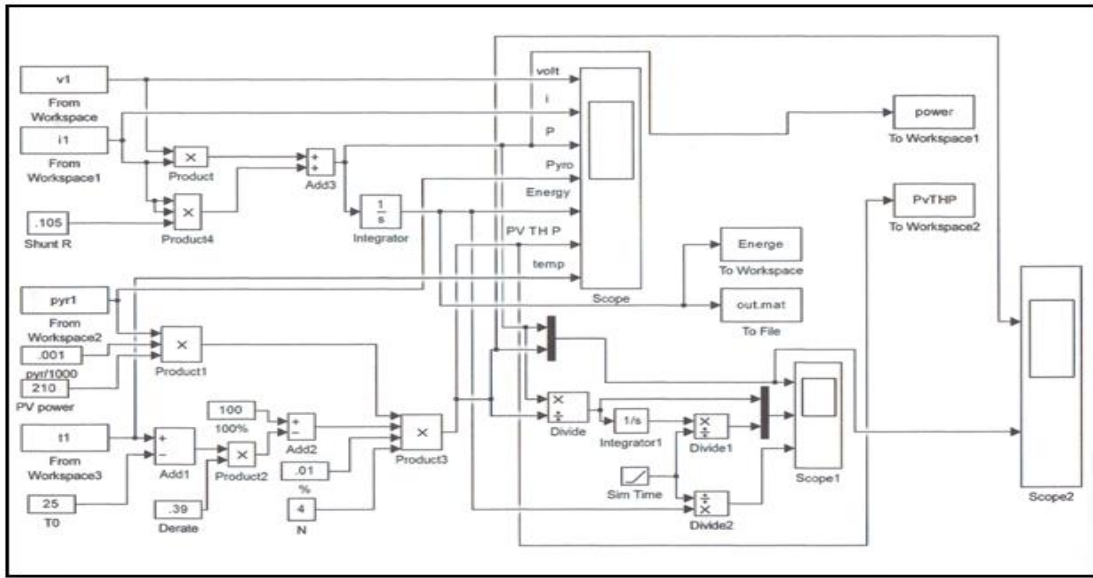 v1
From
Workspace
i1
From
Workspace1
×
Product
.105
Shunt R
×
Product4
+
+
Add3
1
s
Integrator
volt
i
P
Pyro
Energy
PV TH P
temp
Scope
power
To Workspace1
PvTHP
To Workspace2
Energe
To Workspace
out.mat
To File
pyr1
From
Workspace2
.001
pyr/1000
210
PV power
×
Product1
t1
From
Workspace3
25
T0
+
−
Add1
.39
Derate
×
Product2
100
100%
+
−
Add2
.01
%
4
N
×
Product3
×
÷
Divide
1/s
Integrator1
×
÷
Divide1
Sim Time
÷
×
Divide2
Scope1
Scope2